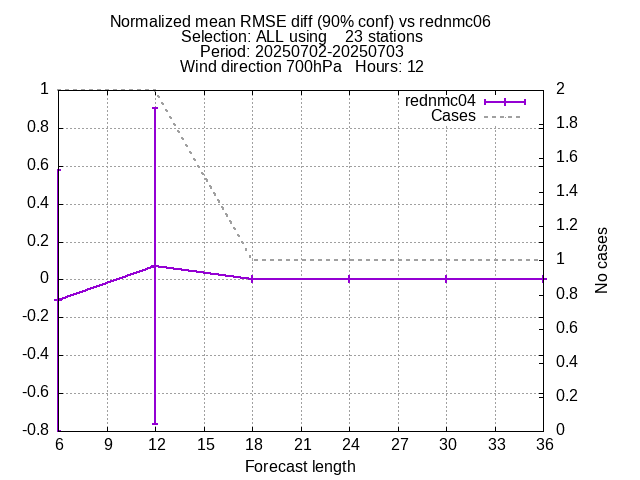 Normalized mean RMSE diff (90% conf) vs rednmc06
Selection: ALL using    23 stations
Period: 20250702-20250703
Wind direction 700hPa   Hours: 12
rednmc04
Cases
1
0.8
0.6
0.4
0.2
0
-0.2
-0.4
-0.6
-0.8
2
1.8
1.6
1.4
1.2
1
0.8
0.6
0.4
0.2
0
No cases
6 9 12 15 18 21 24 27 30 33 36
Forecast length